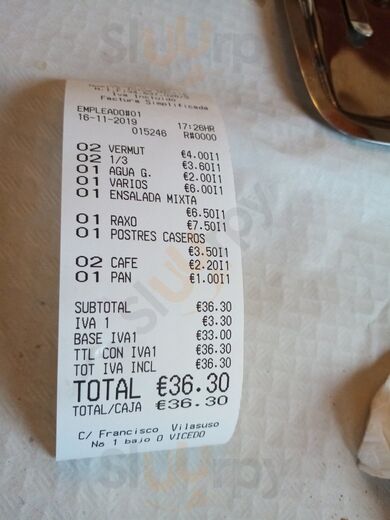 Iva Incluido
Factura Simplificada
EMPLEADO#01
16-11-2019 17:26HR
015246 R#0000
02 VERMUT €4.00I1
02 1/3 €3.60I1
01 AGUA G. €2.00I1
01 VARIOS €6.00I1
01 ENSALADA MIXTA
€6.50I1
01 RAXO €7.50I1
01 POSTRES CASEROS
€3.50I1
02 CAFE €2.20I1
01 PAN €1.00I1
SUBTOTAL €36.30
IVA 1 €3.30
BASE IVA1 €33.00
TTL CON IVA1 €36.30
TOT IVA INCL €36.30
TOTAL €36.30
TOTAL/CAJA €36.30
C/ Francisco Vilasuso
No 1 bajo O VICEDO